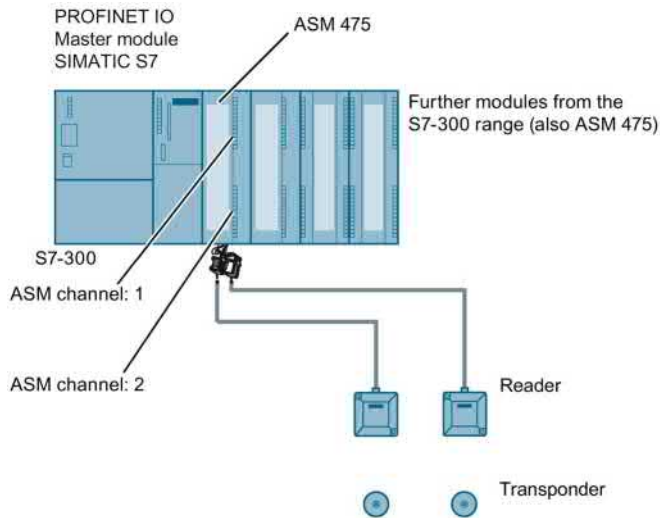 PROFINET IO
Master module
SIMATIC S7
ASM 475
Further modules from the
S7-300 range (also ASM 475)
S7-300
ASM channel: 1
ASM channel: 2
Reader
Transponder